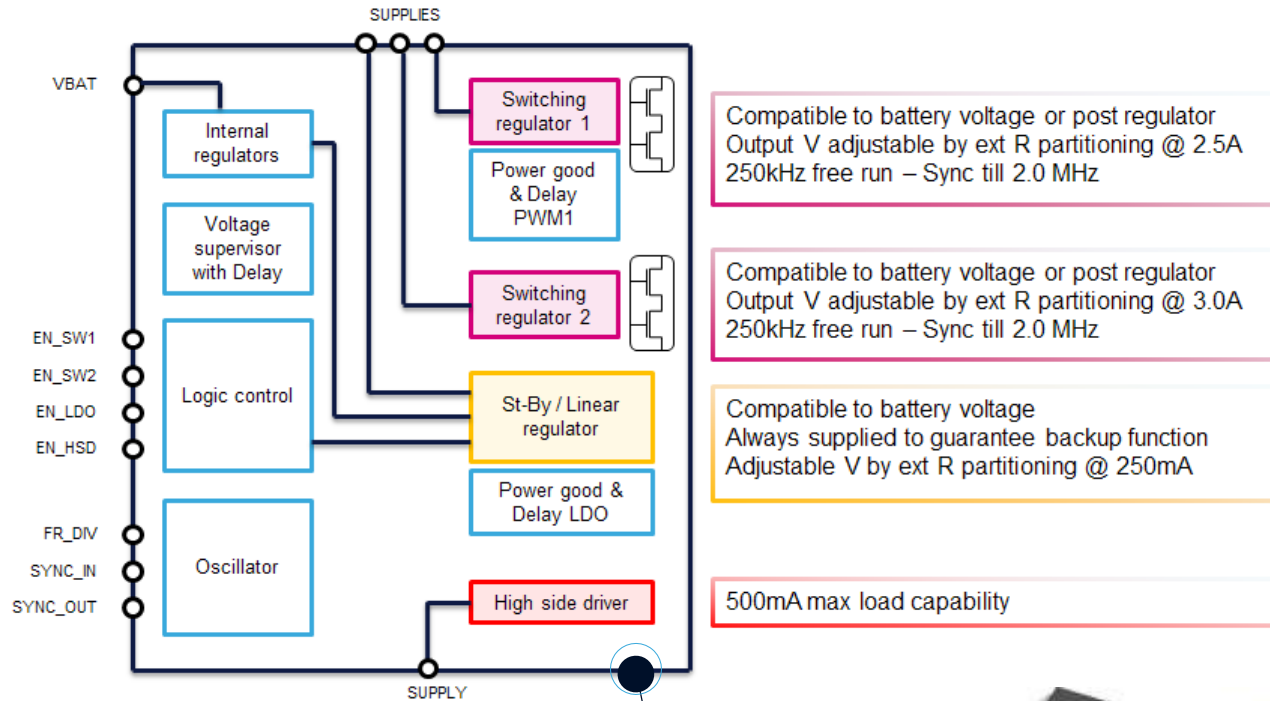 SUPPLIES
VBAT
Internal
regulators
Voltage
supervisor
with Delay
EN_SW1
EN_SW2
EN_LDO
EN_HSD
Logic control
FR_DIV
SYNC_IN
SYNC_OUT
Oscillator
Switching
regulator 1
Power good
& Delay
PWM1
Switching
regulator 2
St-By / Linear
regulator
Power good &
Delay LDO
High side driver
SUPPLY
Compatible to battery voltage or post regulator
Output V adjustable by ext R partitioning @ 2.5A
250kHz free run – Sync till 2.0 MHz
Compatible to battery voltage or post regulator
Output V adjustable by ext R partitioning @ 3.0A
250kHz free run – Sync till 2.0 MHz
Compatible to battery voltage
Always supplied to guarantee backup function
Adjustable V by ext R partitioning @ 250mA
500mA max load capability